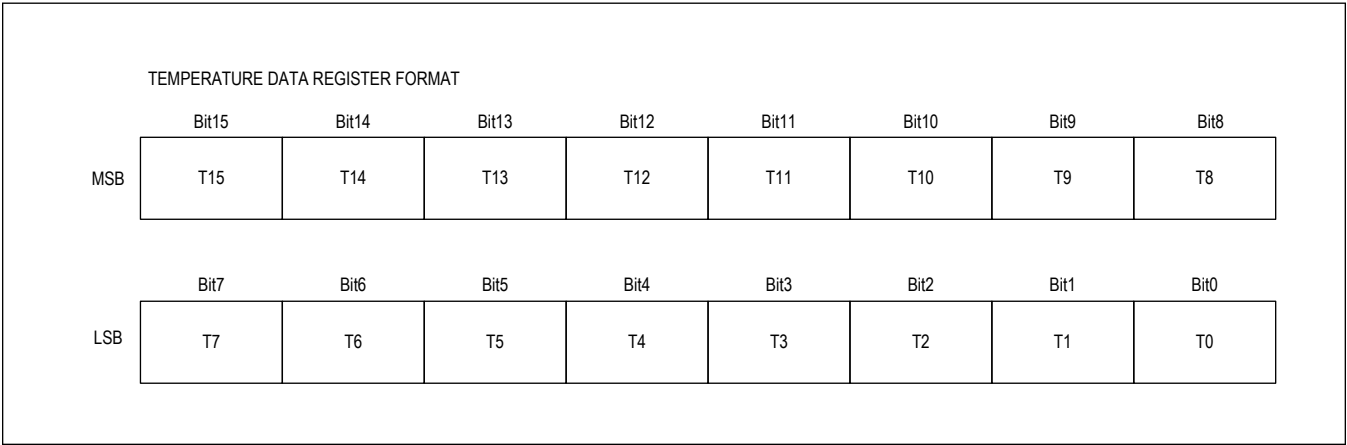 TEMPERATURE DATA REGISTER FORMAT
Bit15 Bit14 Bit13 Bit12 Bit11 Bit10 Bit9 Bit8
MSB T15 T14 T13 T12 T11 T10 T9 T8
Bit7 Bit6 Bit5 Bit4 Bit3 Bit2 Bit1 Bit0
LSB T7 T6 T5 T4 T3 T2 T1 T0